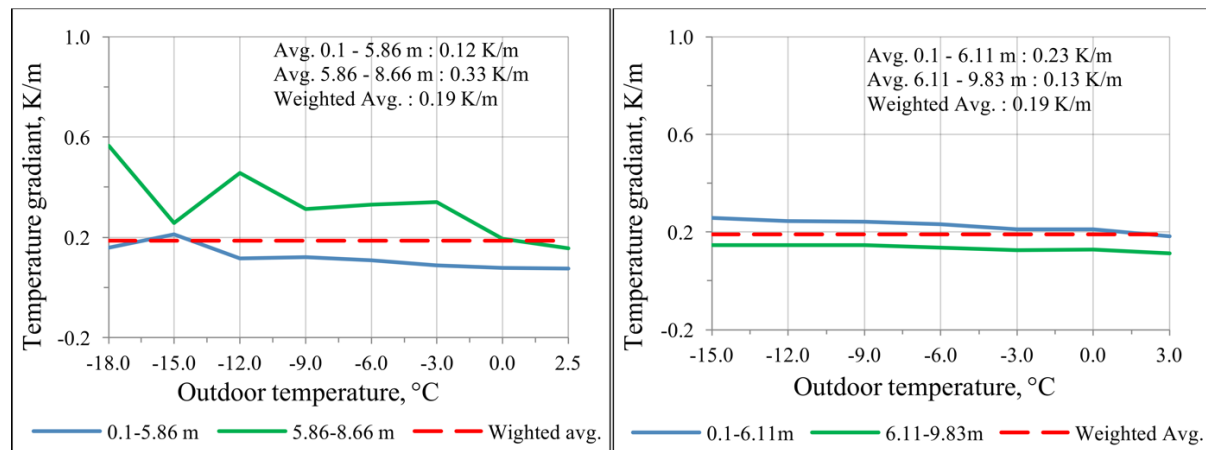 Temperature gradiant, K/m
1.0
0.6
0.2
-0.2
Avg. 0.1 - 5.86 m : 0.12 K/m
Avg. 5.86 - 8.66 m : 0.33 K/m
Weighted Avg. : 0.19 K/m
-18.0 -15.0 -12.0 -9.0 -6.0 -3.0 0.0 2.5
Outdoor temperature, °C
0.1-5.86 m 5.86-8.66 m Wighted avg.
Temperature gradiant, K/m
1.0
0.6
0.2
-0.2
Avg. 0.1 - 6.11 m : 0.23 K/m
Avg. 6.11 - 9.83 m : 0.13 K/m
Weighted Avg. : 0.19 K/m
-15.0 -12.0 -9.0 -6.0 -3.0 0.0 3.0
Outdoor temperature, °C
0.1-6.11m 6.11-9.83m Weighted Avg.